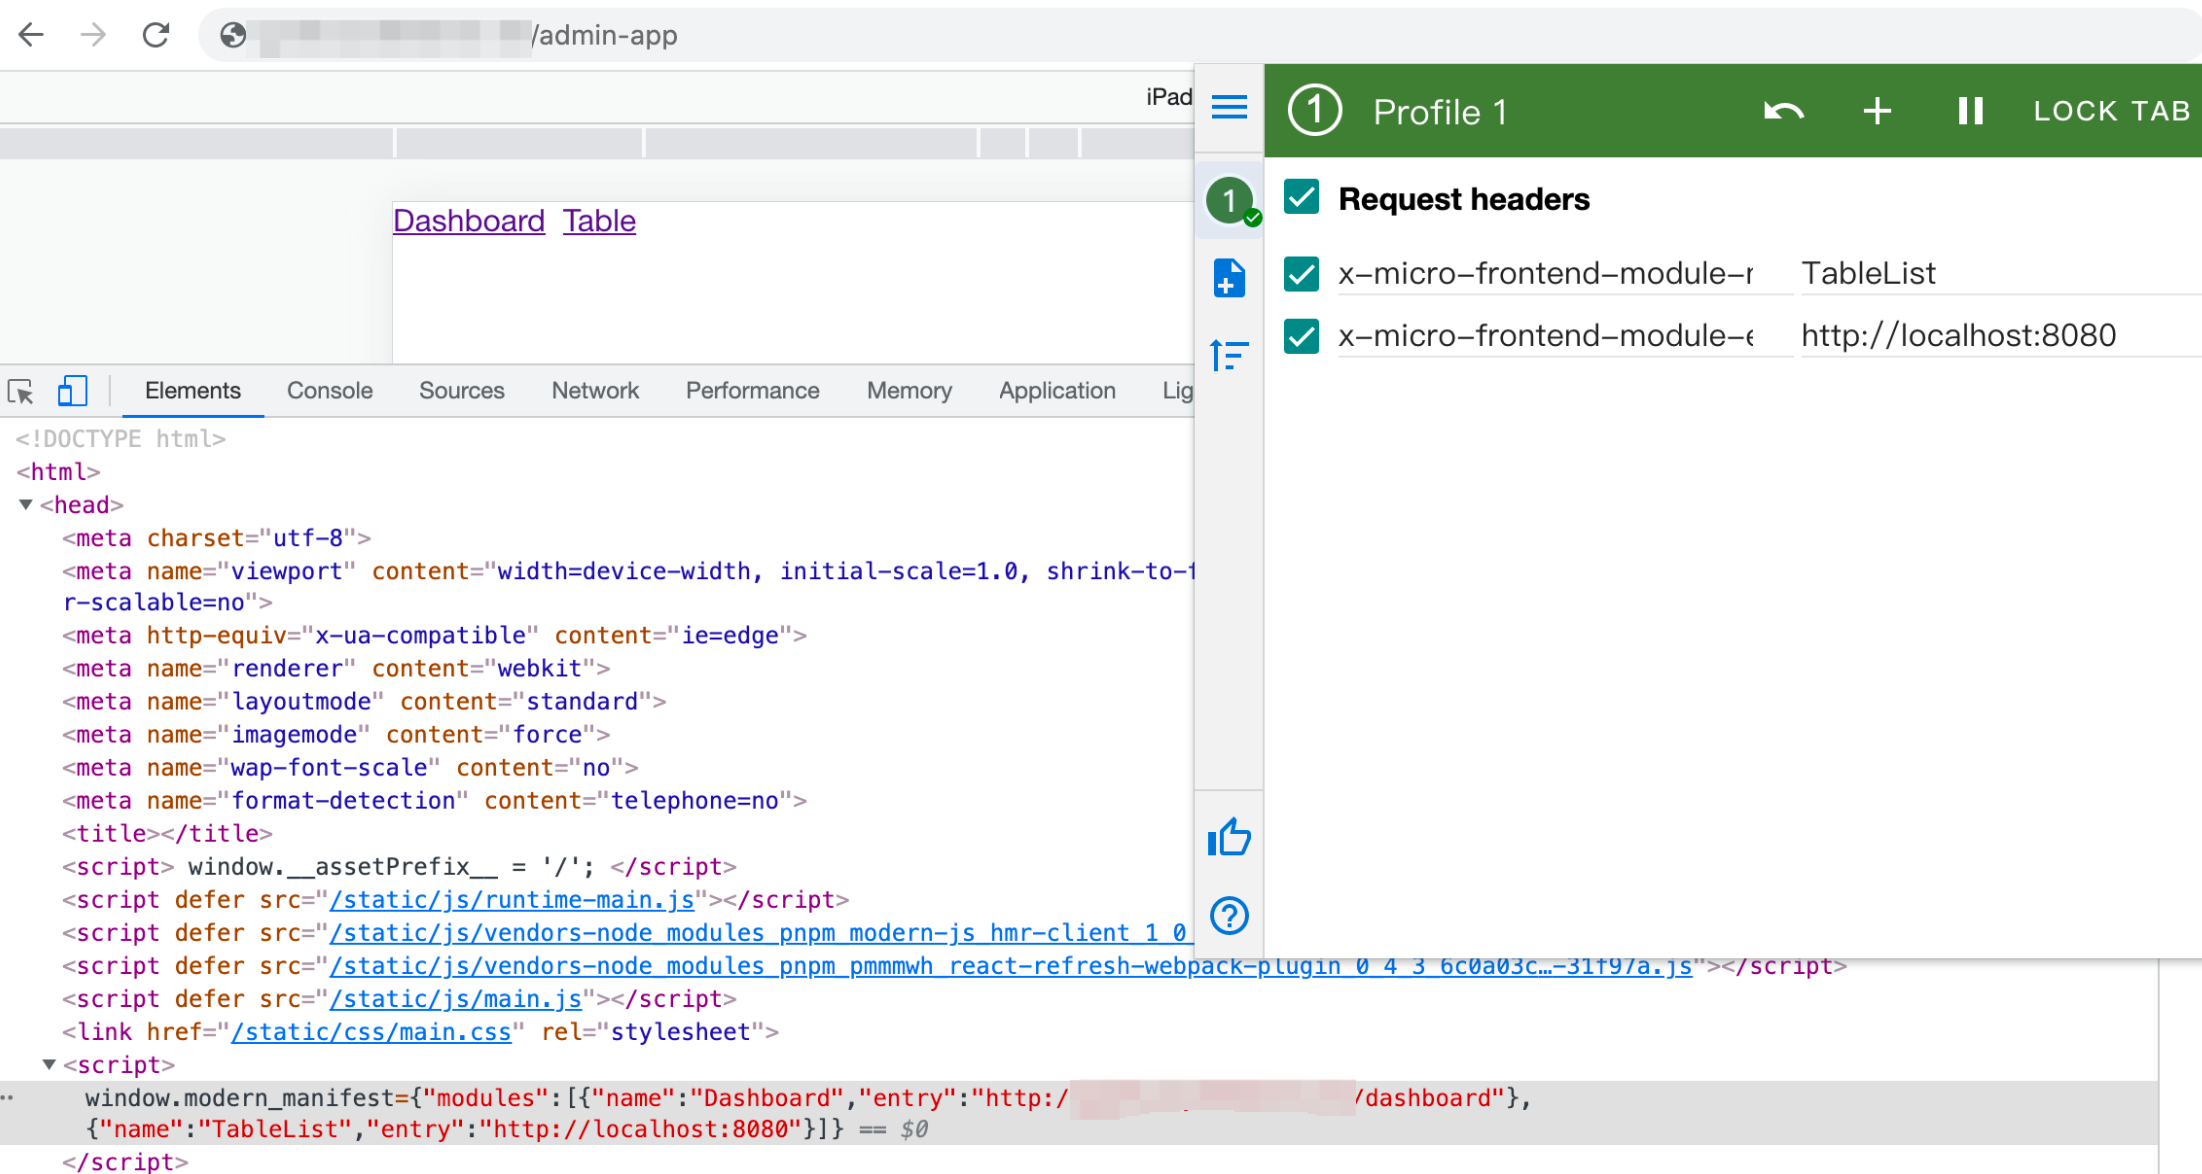 /admin-app
iPad
Dashboard Table
1 Profile 1 LOCK TAB
1
Request headers
x-micro-frontend-module-r TableList
x-micro-frontend-module-e http://localhost:8080
Elements Console Sources Network Performance Memory Application Lig
<!DOCTYPE html>
<html>
<head>
<meta charset="utf-8">
<meta name="viewport" content="width=device-width, initial-scale=1.0, shrink-to-f
r-scalable=no">
<meta http-equiv="x-ua-compatible" content="ie=edge">
<meta name="renderer" content="webkit">
<meta name="layoutmode" content="standard">
<meta name="imagemode" content="force">
<meta name="wap-font-scale" content="no">
<meta name="format-detection" content="telephone=no">
<title></title>
<script> window.__assetPrefix__ = '/'; </script>
<script defer src="/static/js/runtime-main.js"></script>
<script defer src="/static/js/vendors-node_modules_pnpm_modern-js_hmr-client_1_0_
<script defer src="/static/js/vendors-node_modules_pnpm_pmmmwh_react-refresh-webpack-plugin_0_4_3_6c0a03c…-31f97a.js"></script>
<script defer src="/static/js/main.js"></script>
<link href="/static/css/main.css" rel="stylesheet">
<script>
window.modern_manifest={"modules":[{"name":"Dashboard","entry":"http:/ /dashboard"},
{"name":"TableList","entry":"http://localhost:8080"}]} == $0
</script>